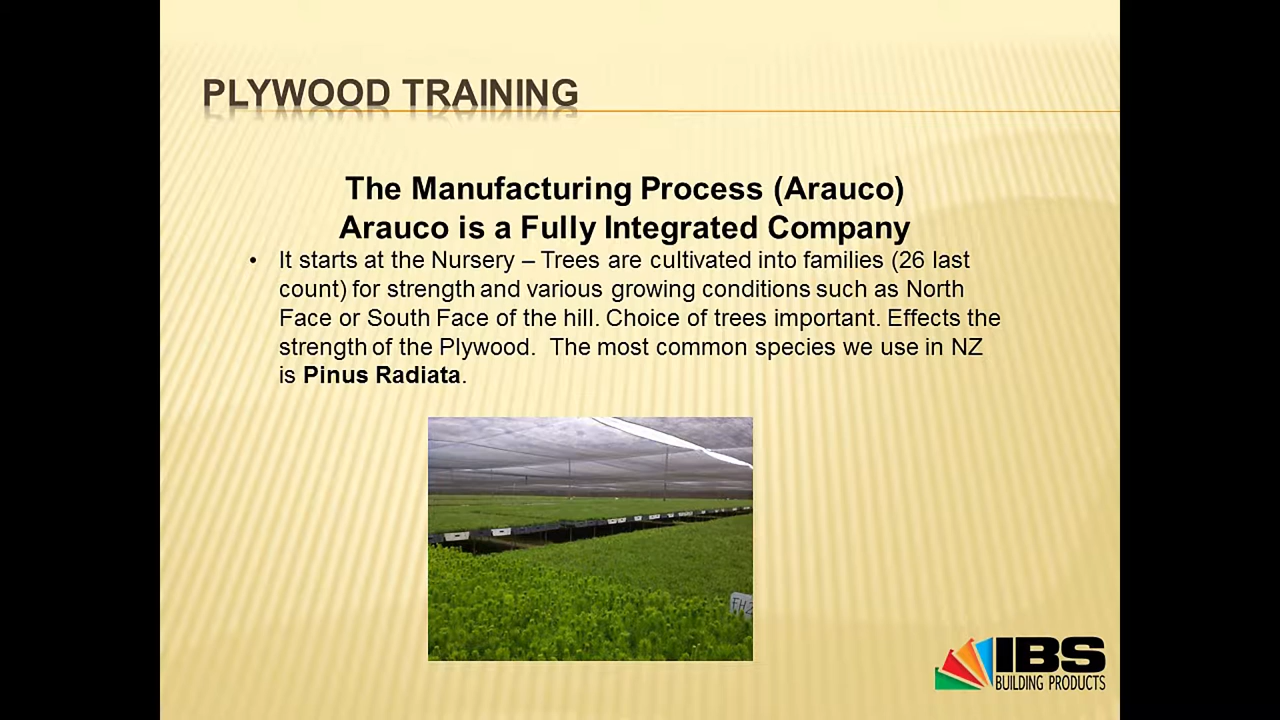 PLYWOOD TRAINING
The Manufacturing Process (Arauco)
Arauco is a Fully Integrated Company
• It starts at the Nursery – Trees are cultivated into families (26 last
count) for strength and various growing conditions such as North
Face or South Face of the hill. Choice of trees important. Effects the
strength of the Plywood. The most common species we use in NZ
is Pinus Radiata.
IBS
BUILDING PRODUCTS